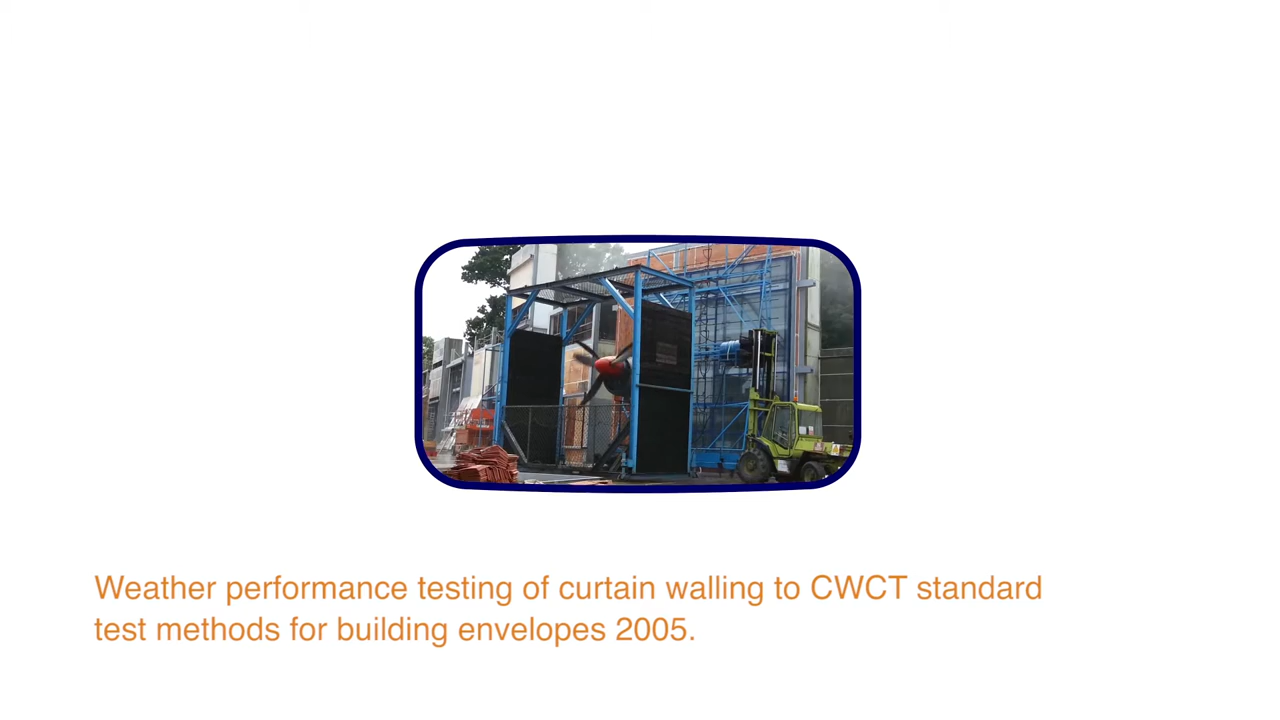 Weather performance testing of curtain walling to CWCT standard
test methods for building envelopes 2005.